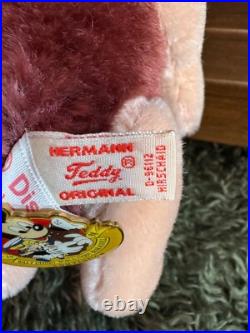 HERMANN
Teddy
ORIGINAL
D-96112
HIRSCHAID
Dis